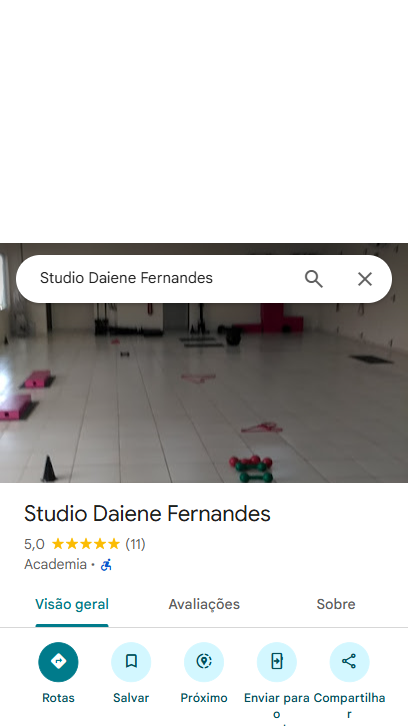 Studio Daiene Fernandes
Studio Daiene Fernandes
5,0 (11)
Academia ·
Visão geral Avaliações Sobre
Rotas Salvar Próximo Enviar para Compartilha
o r